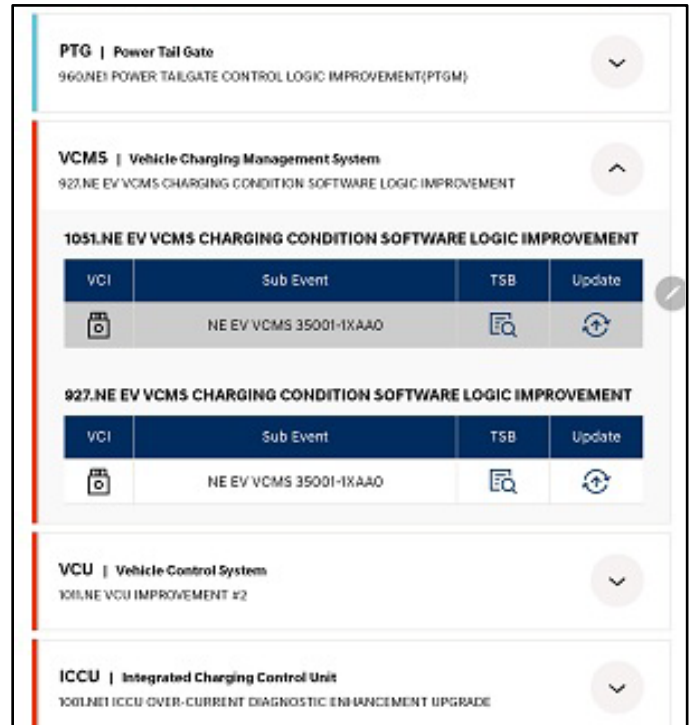 PTG | Power Tail Gate
960.NE1 POWER TAILGATE CONTROL LOGIC IMPROVEMENT(PTGM)
VCMS | Vehicle Charging Management System
927.NE EV VCMS CHARGING CONDITION SOFTWARE LOGIC IMPROVEMENT
1051.NE EV VCMS CHARGING CONDITION SOFTWARE LOGIC IMPROVEMENT
VCI Sub Event TSB Update
NE EV VCMS 35001-1XAA0
927.NE EV VCMS CHARGING CONDITION SOFTWARE LOGIC IMPROVEMENT
VCI Sub Event TSB Update
NE EV VCMS 35001-1XAA0
VCU | Vehicle Control System
1011.NE VCU IMPROVEMENT #2
ICCU | Integrated Charging Control Unit
1001.NE1 ICCU OVER-CURRENT DIAGNOSTIC ENHANCEMENT UPGRADE